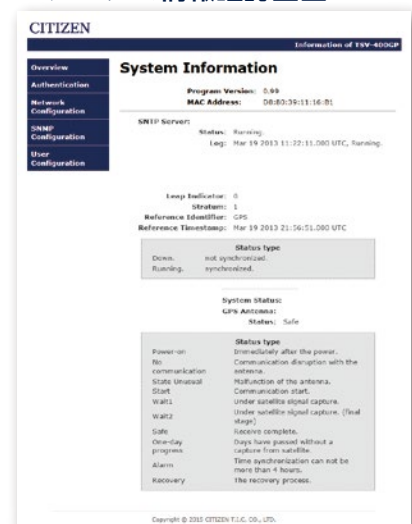 CITIZEN
Information of TSV-400GP
Overview
Authentication
Network
Configuration
SNMP
Configuration
User
Configuration
System Information
Program Version: 0.99
MAC Address: 08:80:39:11:16:81
SNTP Server:
Status: Running.
Log: Mar 19 2013 11:22:11.000 UTC, Running.
Leap Indicator: 0
Stratum: 1
Reference Identifier: GPS
Reference Timestamp: Mar 19 2013 21:56:51.000 UTC
Status type
Down. not synchronized.
Running. synchronized.
System Status:
GPS Antenna:
Status: Safe
Status type
Power-on Immediately after the power.
No communication Communication disruption with the antenna.
State Unusual Malfunction of the antenna.
Start Communication start.
Wait1 Under satellite signal capture.
Wait2 Under satellite signal capture. (final stage)
Safe Receive complete.
One-day progress Days have passed without a capture from satellite.
Alarm Time synchronization can not be more than 4 hours.
Recovery The recovery process.
Copyright © 2015 CITIZEN T.I.C. CO., LTD.